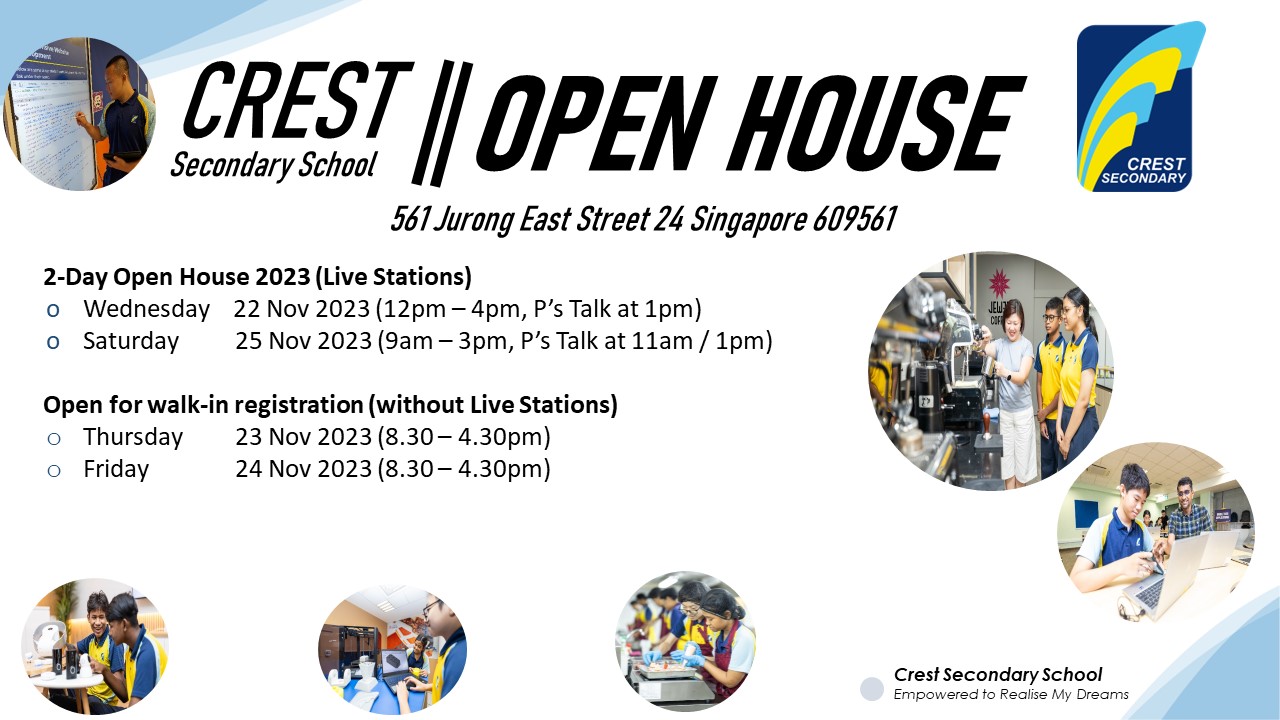 CREST
Secondary School
OPEN HOUSE
CREST
SECONDARY
561 Jurong East Street 24 Singapore 609561
2-Day Open House 2023 (Live Stations)
o Wednesday 22 Nov 2023 (12pm – 4pm, P’s Talk at 1pm)
o Saturday 25 Nov 2023 (9am – 3pm, P’s Talk at 11am / 1pm)
Open for walk-in registration (without Live Stations)
o Thursday 23 Nov 2023 (8.30 – 4.30pm)
o Friday 24 Nov 2023 (8.30 – 4.30pm)
Crest Secondary School
Empowered to Realise My Dreams